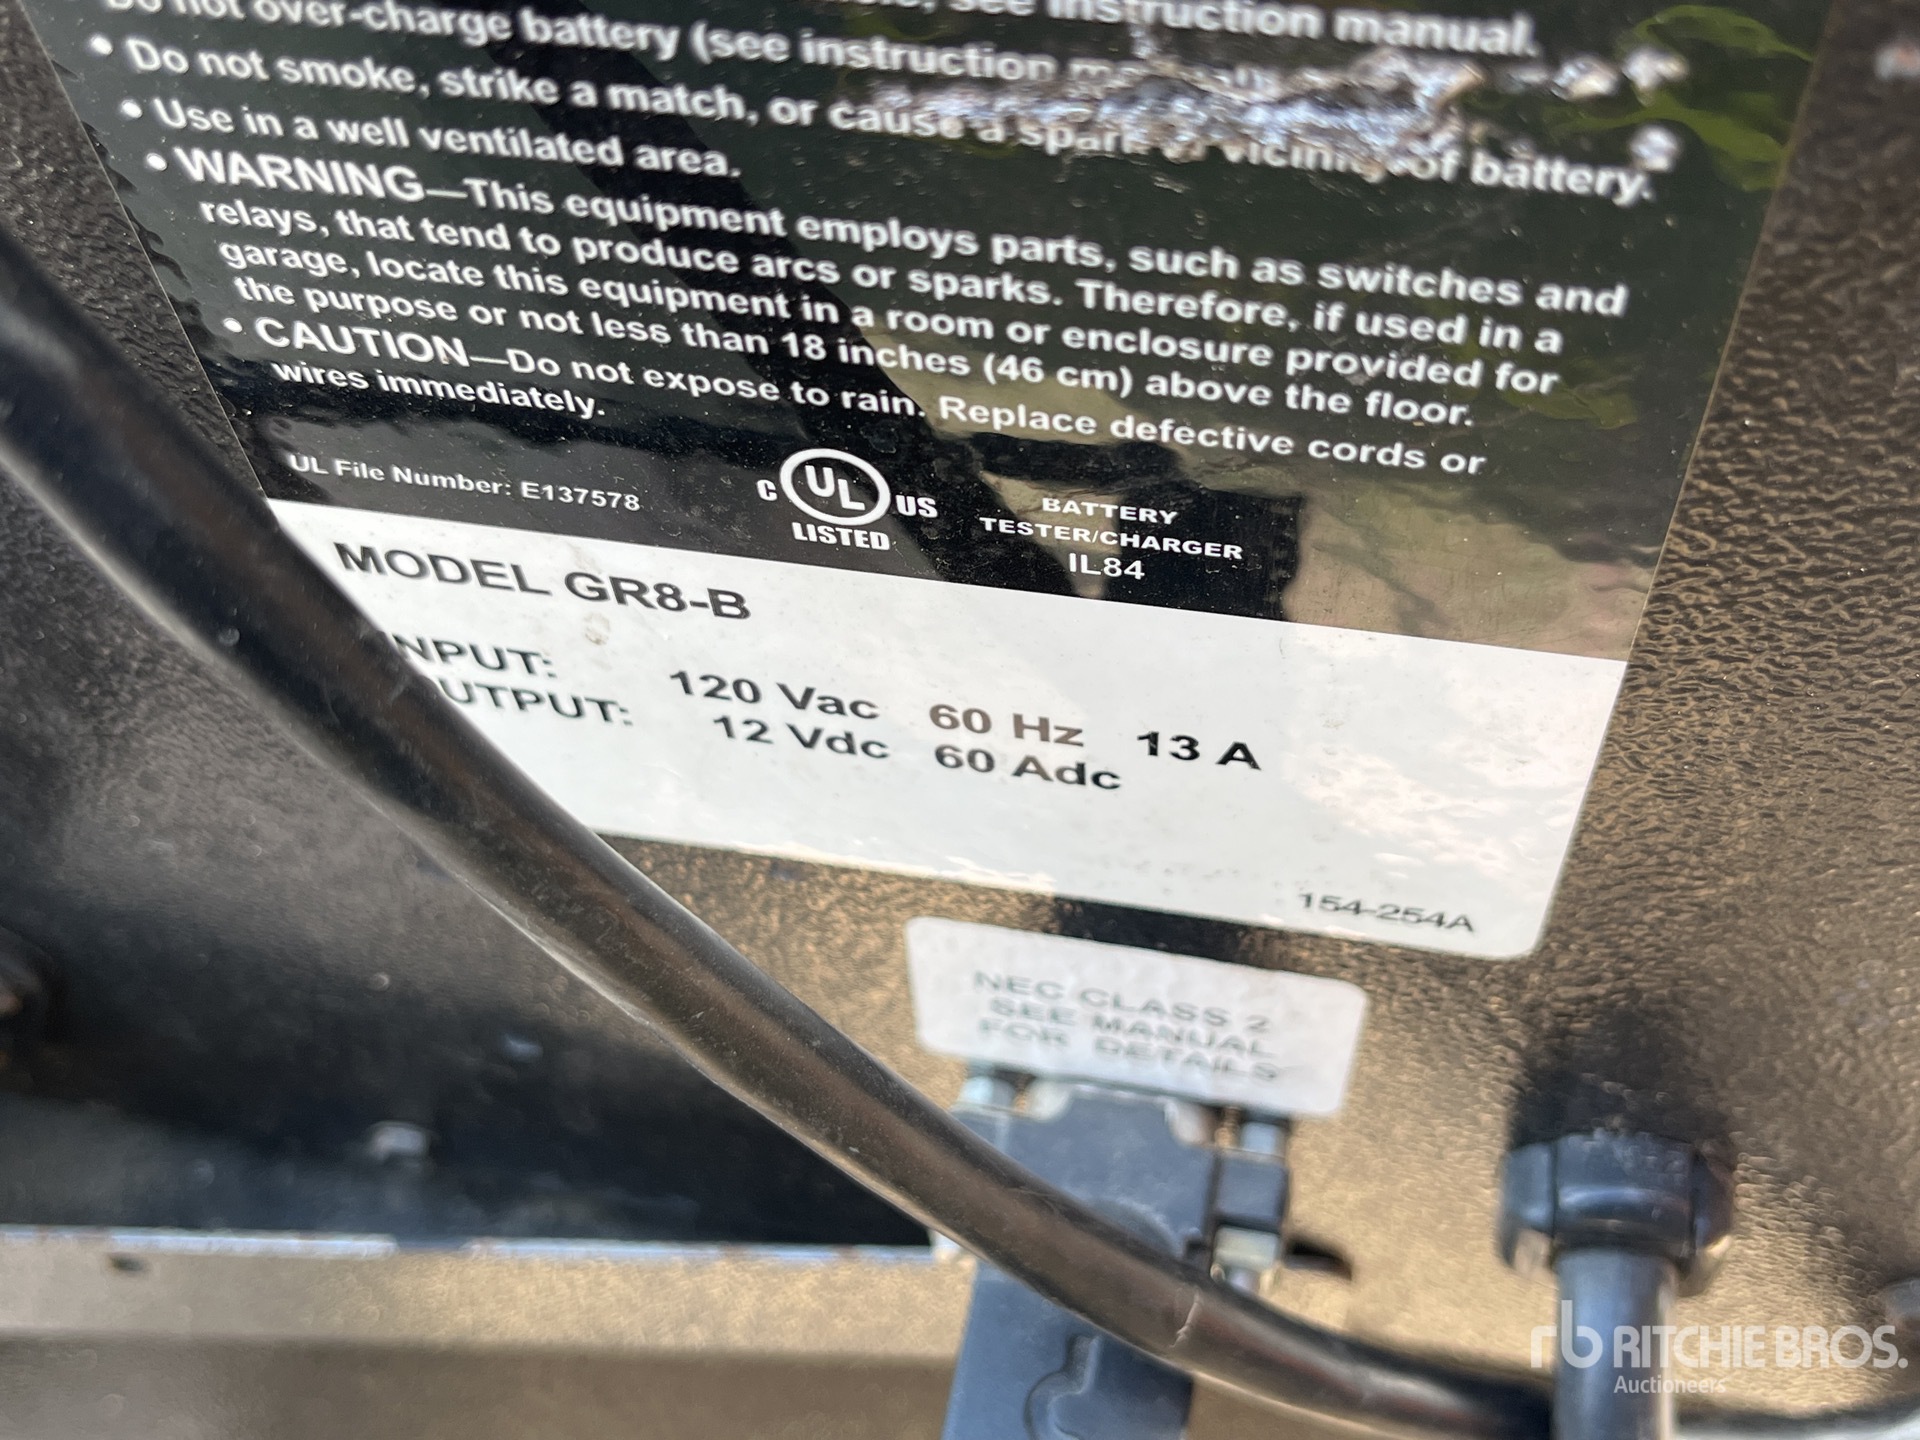 see instruction manual.
Do not over-charge battery (see instruction
• Do not smoke, strike a match, or cause a spark vicinity of battery.
• Use in a well ventilated area.
• WARNING—This equipment employs parts, such as switches and
relays, that tend to produce arcs or sparks. Therefore, if used in a
garage, locate this equipment in a room or enclosure provided for
the purpose or not less than 18 inches (46 cm) above the floor.
• CAUTION—Do not expose to rain. Replace defective cords or
wires immediately.
UL File Number: E137578
C UL US
LISTED
BATTERY
TESTER/CHARGER
IL84
MODEL GR8-B
INPUT: 120 Vac 60 Hz 13 A
OUTPUT: 12 Vdc 60 Adc
154-254A
NEC CLASS 2
SEE MANUAL
FOR DETAILS
rb RITCHIE BROS.
Auctioneers